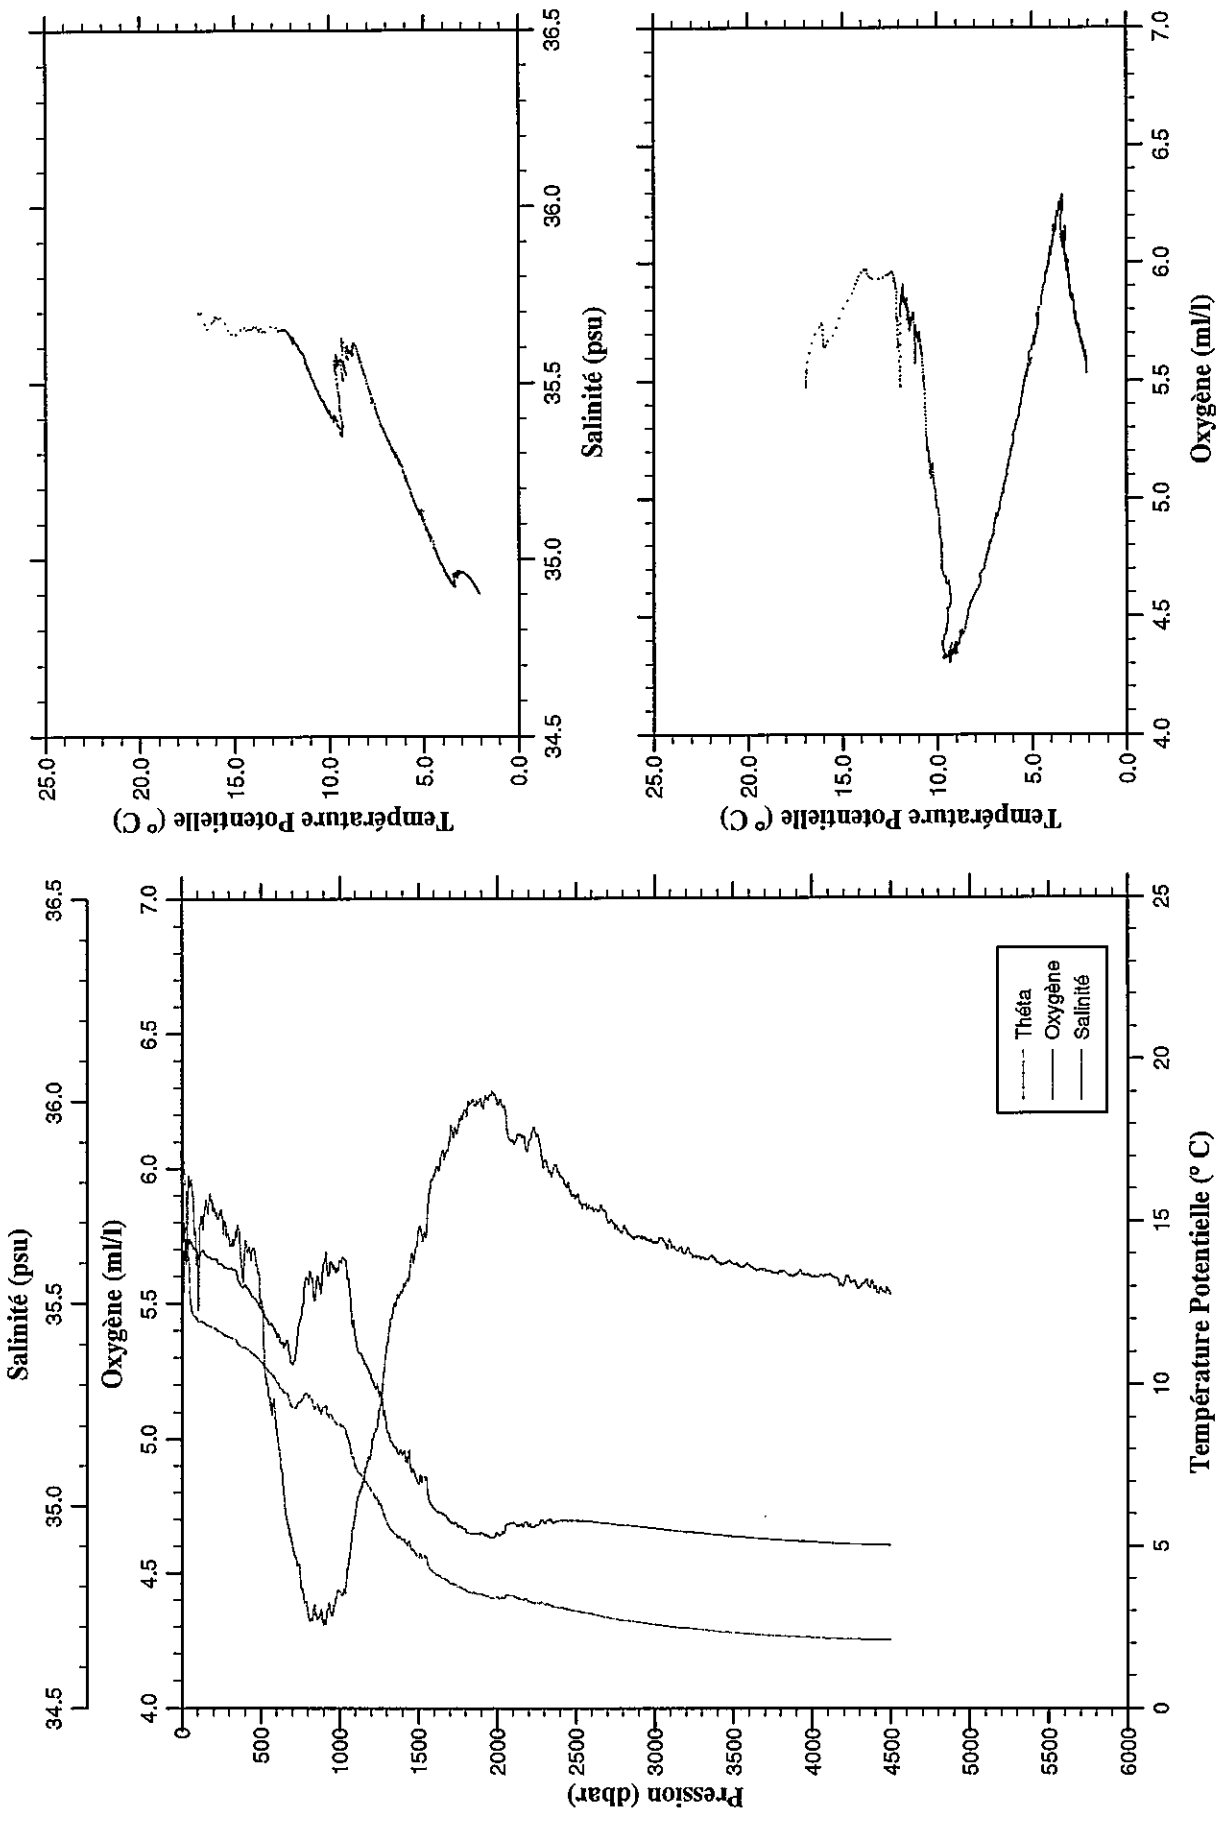 Salinité (psu)
34.5 35.0 35.5 36.0 36.5
Oxygène (ml/l)
4.0 4.5 5.0 5.5 6.0 6.5 7.0
Pression (dbar)
0
500
1000
1500
2000
2500
3000
3500
4000
4500
5000
5500
6000
Théta
Oxygène
Salinité
0 5 10 15 20 25
Température Potentielle (° C)
Température Potentielle (° C)
25.0
20.0
15.0
10.0
5.0
0.0
34.5 35.0 35.5 36.0 36.5
Salinité (psu)
Température Potentielle (° C)
25.0
20.0
15.0
10.0
5.0
0.0
4.0 4.5 5.0 5.5 6.0 6.5 7.0
Oxygène (ml/l)